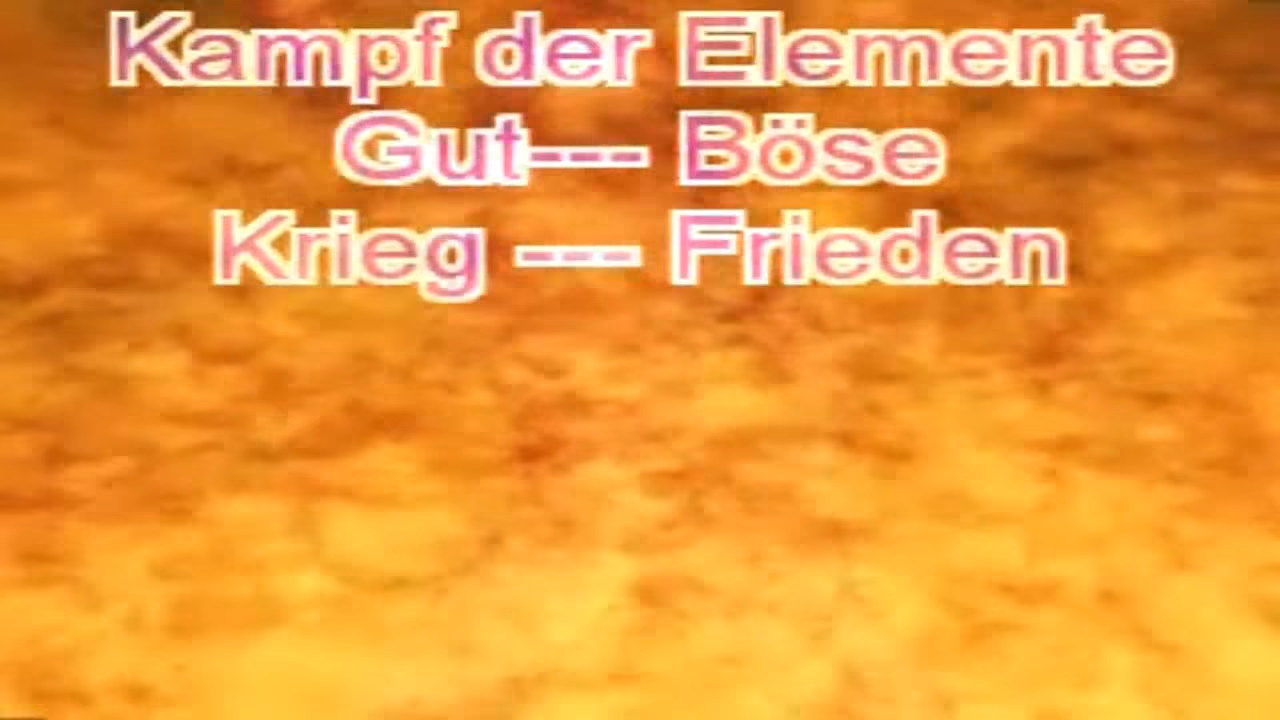 Kampf der Elemente
Gut--- Böse
Krieg --- Frieden